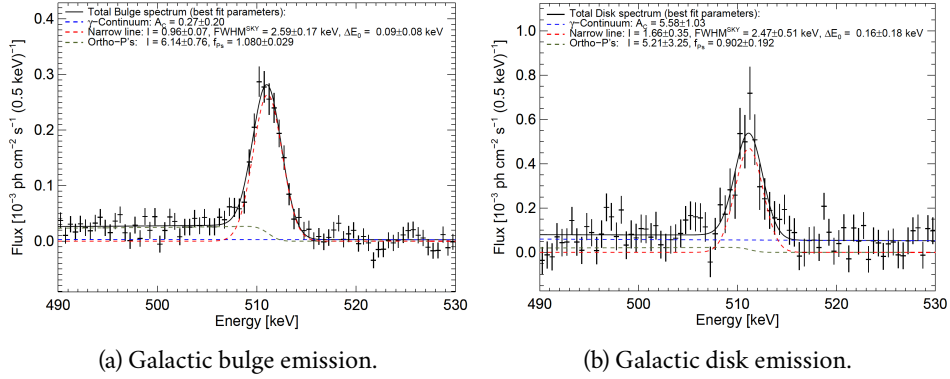 Total Bulge spectrum (best fit parameters):
γ−Continuum: A_C = 0.27±0.20
Narrow line: I = 0.96±0.07, FWHM^SKY = 2.59±0.17 keV, ΔE_0 = 0.09±0.08 keV
Ortho−P's: I = 6.14±0.76, f_Ps = 1.080±0.029
Flux [10^−3 ph cm^−2 s^−1 (0.5 keV)^−1]
0.4
0.3
0.2
0.1
0.0
490 500 510 520 530
Energy [keV]
(a) Galactic bulge emission.
Total Disk spectrum (best fit parameters):
γ−Continuum: A_C = 5.58±1.03
Narrow line: I = 1.66±0.35, FWHM^SKY = 2.47±0.51 keV, ΔE_0 = 0.16±0.18 keV
Ortho−P's: I = 5.21±3.25, f_Ps = 0.902±0.192
Flux [10^−3 ph cm^−2 s^−1 (0.5 keV)^−1]
1.0
0.8
0.6
0.4
0.2
0.0
490 500 510 520 530
Energy [keV]
(b) Galactic disk emission.